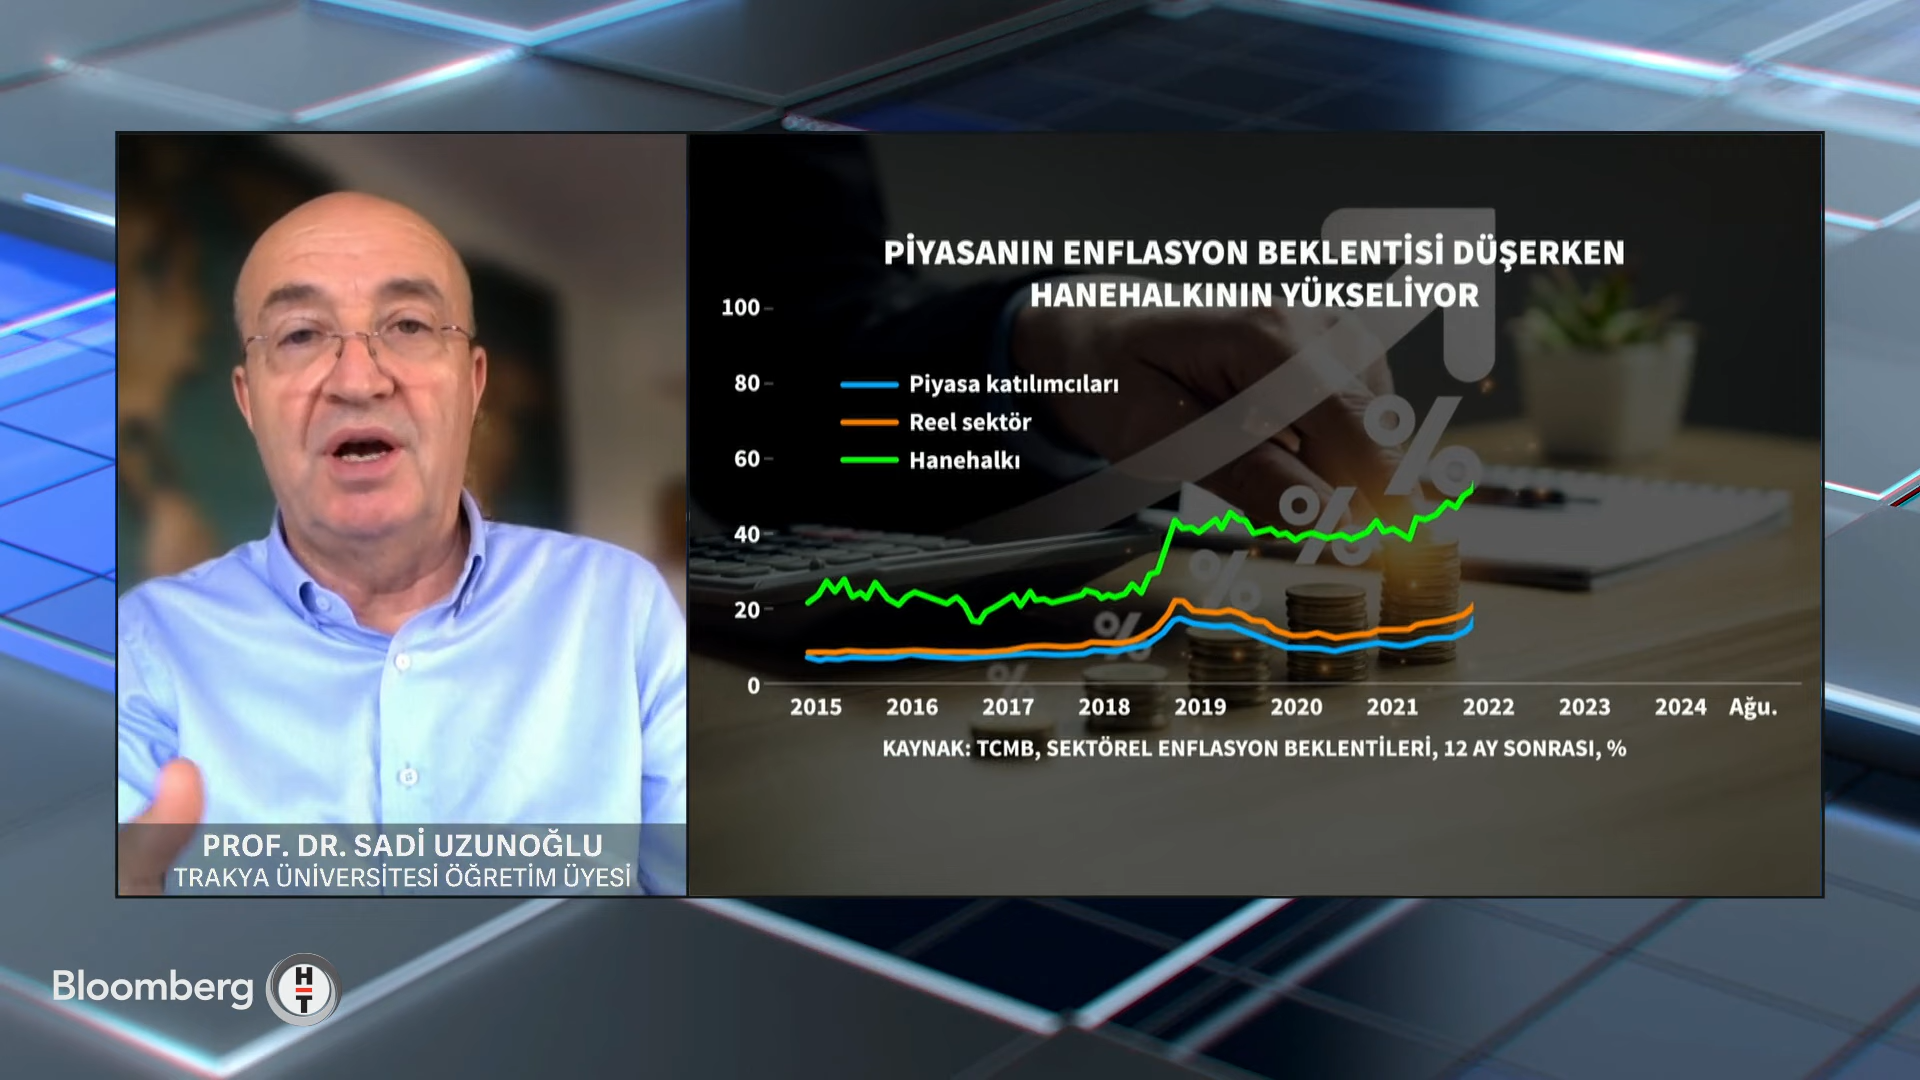 PİYASANIN ENFLASYON BEKLENTİSİ DÜŞERKEN
HANEHALKININ YÜKSELİYOR
100
80
60
40
20
0
Piyasa katılımcıları
Reel sektör
Hanehalkı
% % % % %
2015 2016 2017 2018 2019 2020 2021 2022 2023 2024 Ağu.
KAYNAK: TCMB, SEKTÖREL ENFLASYON BEKLENTİLERİ, 12 AY SONRASI, %
PROF. DR. SADİ UZUNOĞLU
TRAKYA ÜNİVERSİTESİ ÖĞRETİM ÜYESİ
Bloomberg HT